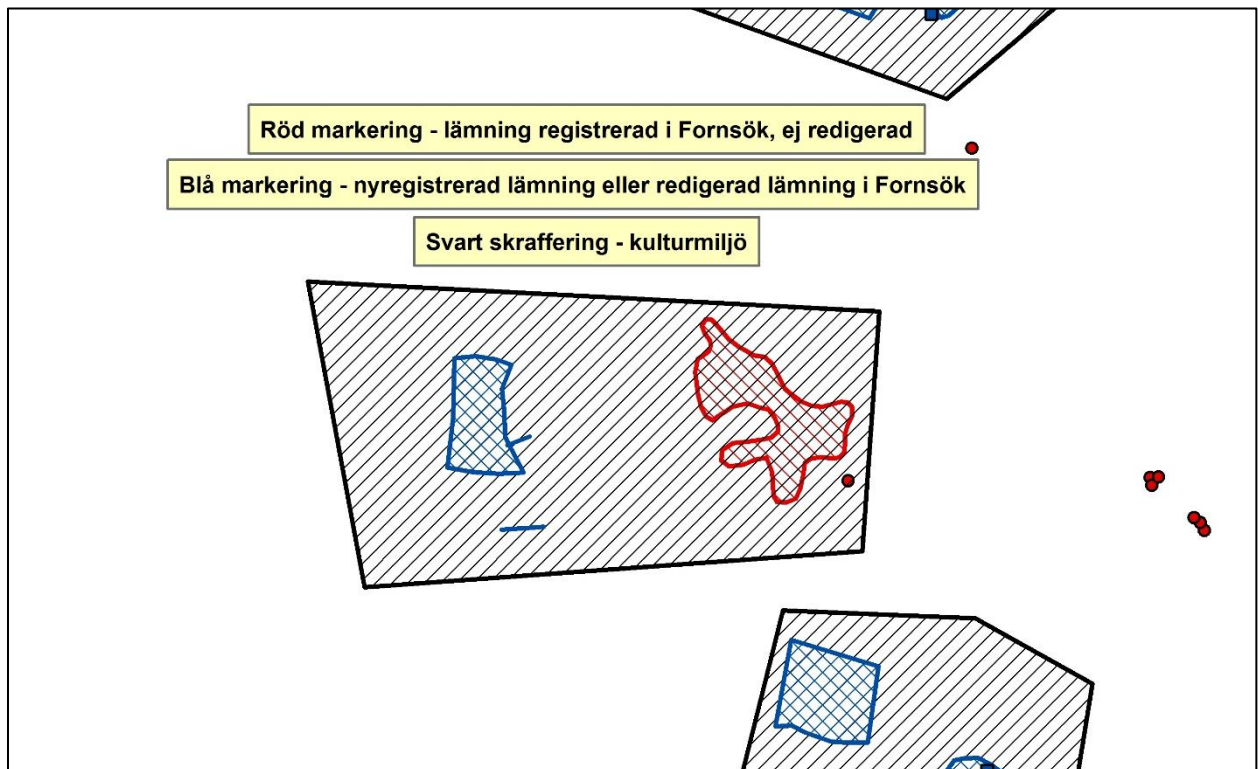 Röd markering - lämning registrerad i Fornsök, ej redigerad
Blå markering - nyregistrerad lämning eller redigerad lämning i Fornsök
Svart skraffering - kulturmiljö